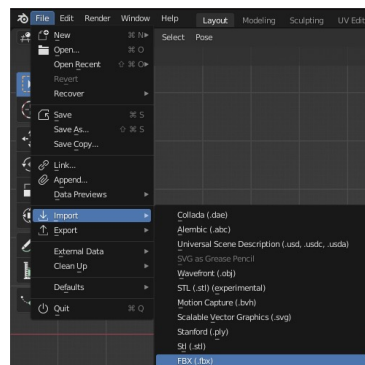 File Edit Render Window Help Layout Modeling Sculpting UV Edit
New ⌘ N
Open... ⌘ O
Open Recent ⇧ ⌘ O
Revert
Recover
Save ⌘ S
Save As... ⇧ ⌘ S
Save Copy...
Link...
Append...
Data Previews
Import
Export
External Data
Clean Up
Defaults
Quit ⌘ Q
Select Pose
Collada (.dae)
Alembic (.abc)
Universal Scene Description (.usd, .usdc, .usda)
SVG as Grease Pencil
Wavefront (.obj)
STL (.stl) (experimental)
Motion Capture (.bvh)
Scalable Vector Graphics (.svg)
Stanford (.ply)
Stl (.stl)
FBX (.fbx)